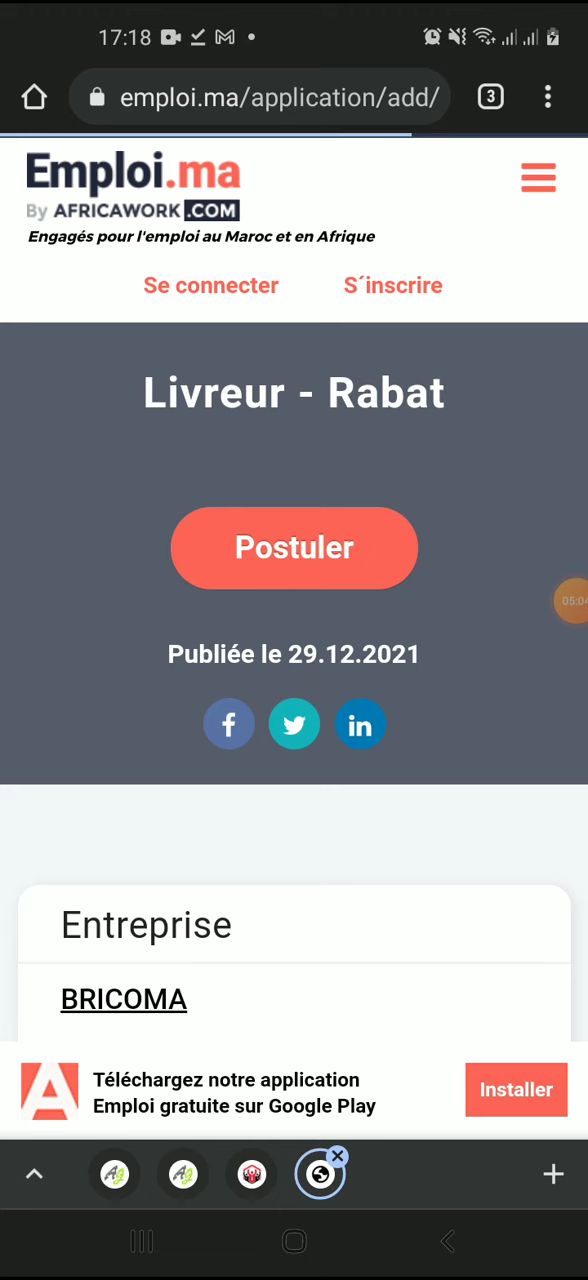 17:18
emploi.ma/application/add/
3
Emploi.ma
By AFRICAWORK.COM
Engagés pour l'emploi au Maroc et en Afrique
Se connecter S´inscrire
Livreur - Rabat
Postuler
05:04
Publiée le 29.12.2021
f in
Entreprise
BRICOMA
Téléchargez notre application
Emploi gratuite sur Google Play
Installer